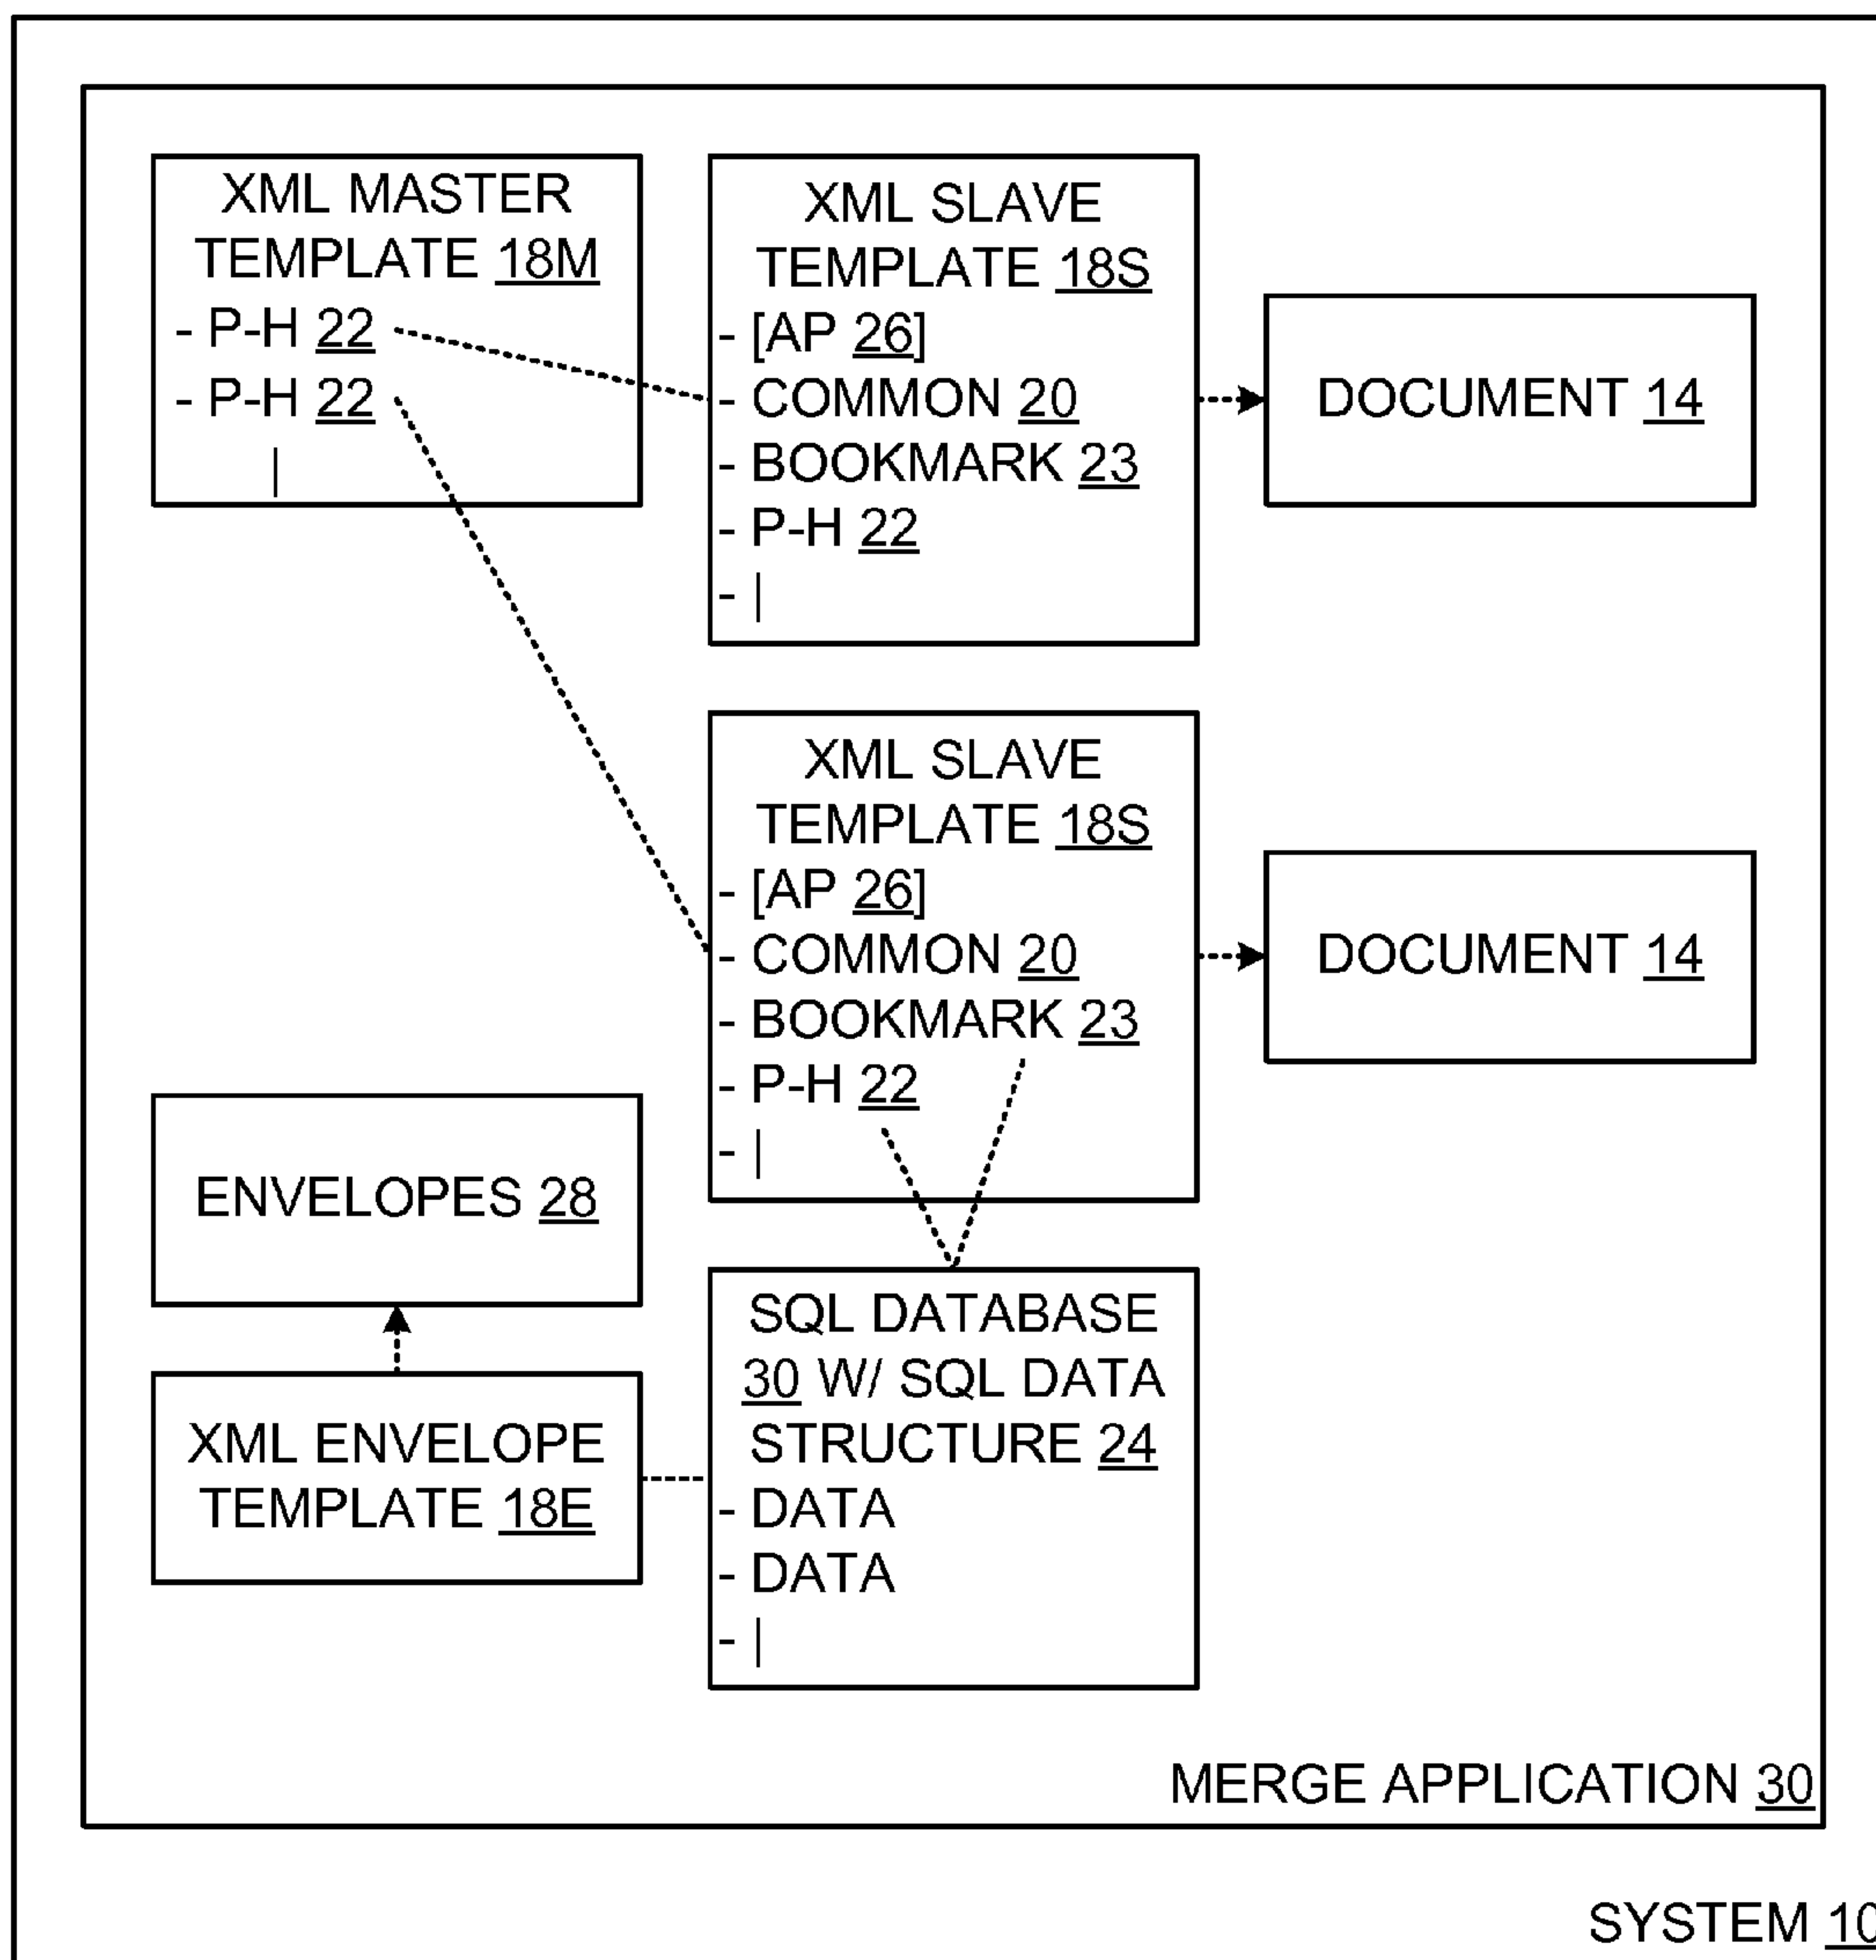 XML MASTER
TEMPLATE 18M
- P-H 22
- P-H 22
|
XML SLAVE
TEMPLATE 18S
- [AP 26]
- COMMON 20
- BOOKMARK 23
- P-H 22
- |
DOCUMENT 14
XML SLAVE
TEMPLATE 18S
- [AP 26]
- COMMON 20
- BOOKMARK 23
- P-H 22
- |
DOCUMENT 14
ENVELOPES 28
XML ENVELOPE
TEMPLATE 18E
SQL DATABASE
30 W/ SQL DATA
STRUCTURE 24
- DATA
- DATA
- |
MERGE APPLICATION 30
SYSTEM 10